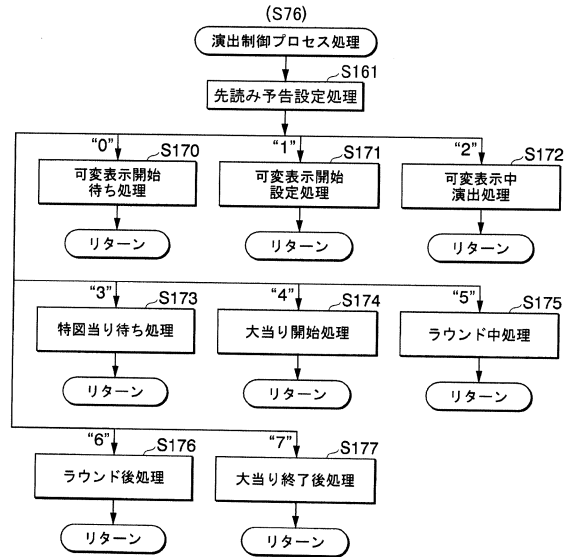 (S76)
演出制御プロセス処理
S161
先読み予告設定処理
“0”
S170
可変表示開始
待ち処理
リターン
“1”
S171
可変表示開始
設定処理
リターン
“2”
S172
可変表示中
演出処理
リターン
“3”
S173
特図当り待ち処理
リターン
“4”
S174
大当り開始処理
リターン
“5”
S175
ラウンド中処理
リターン
“6”
S176
ラウンド後処理
リターン
“7”
S177
大当り終了後処理
リターン